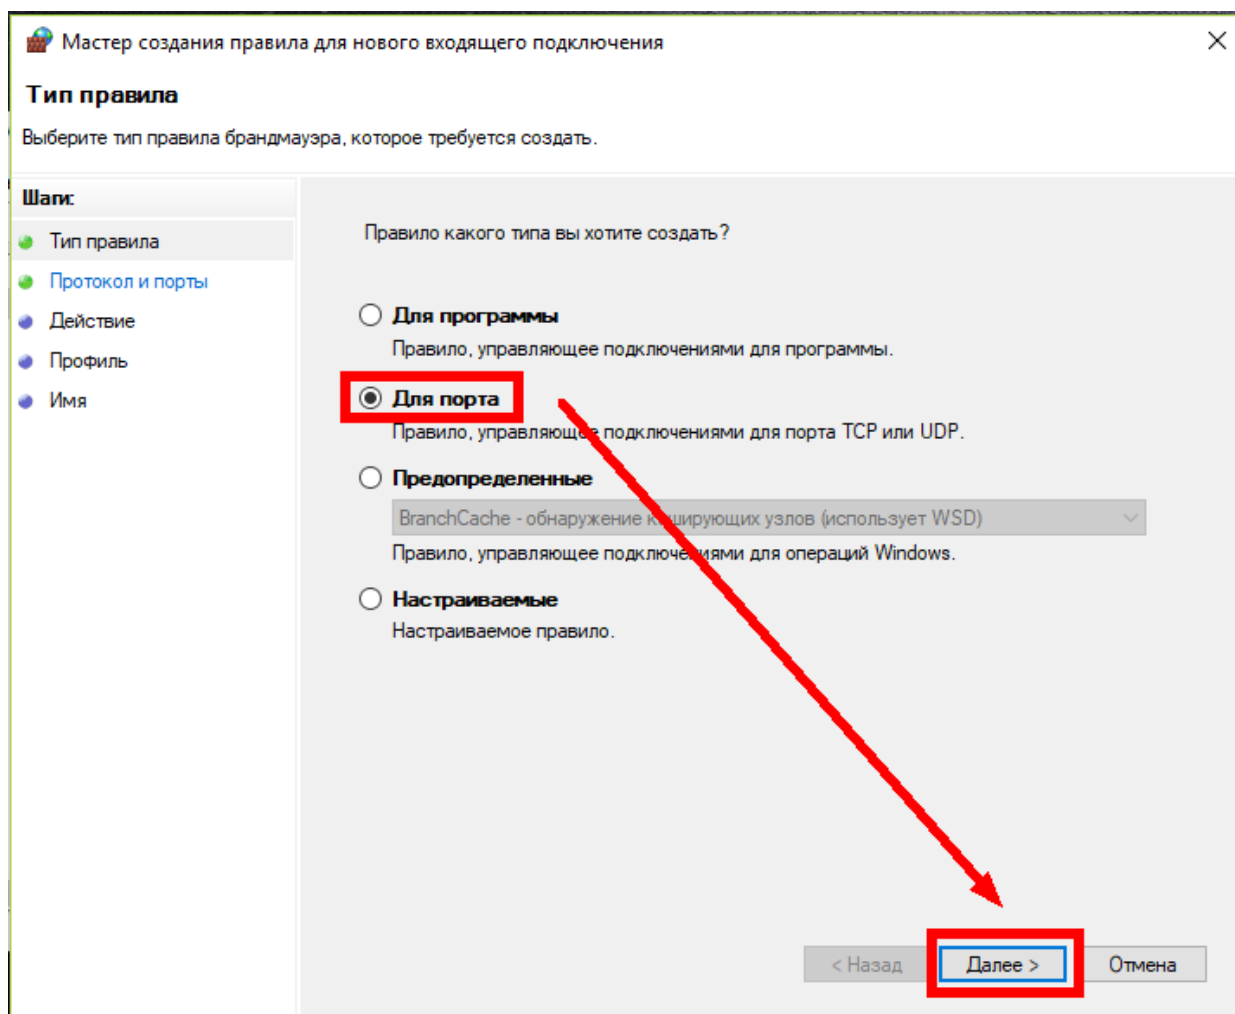 Мастер создания правила для нового входящего подключения
Тип правила
Выберите тип правила брандмауэра, которое требуется создать.
Шаги:
Тип правила
Протокол и порты
Действие
Профиль
Имя
Правило какого типа вы хотите создать?
Для программы
Правило, управляющее подключениями для программы.
Для порта
Правило, управляющее подключениями для порта TCP или UDP.
Предопределенные
BranchCache - обнаружение кэширующих узлов (использует WSD)
Правило, управляющее подключениями для операций Windows.
Настраиваемые
Настраиваемое правило.
< Назад
Далее >
Отмена